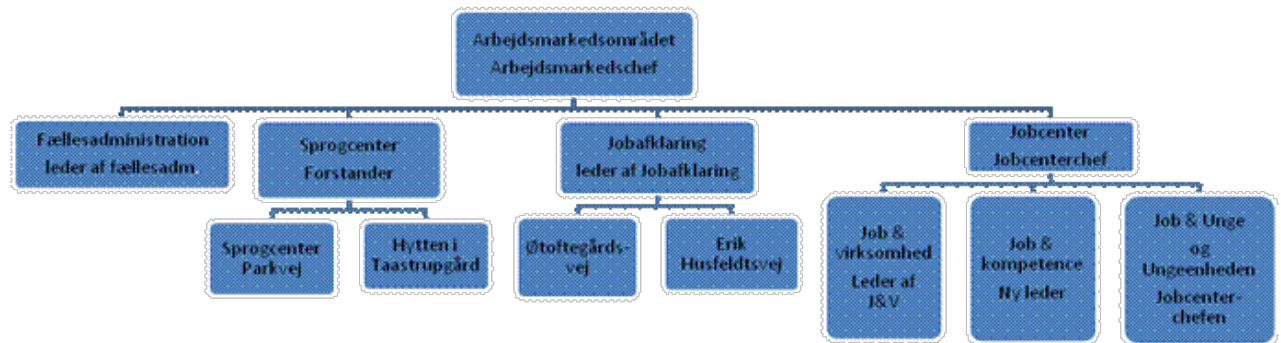 Arbejdsmarkedsområdet
Arbejdsmarkedschef
Fællesadministration
leder af fællesadm.
Sprogcenter
Forstander
Jobafklaring
leder af Jobafklaring
Jobcenter
Jobcenterchef
Sprogcenter
Parkvej
Hytten i
Taastrupgård
Øtoftegårds-
vej
Erik
Husfeldtsvej
Job &
virksomhed
Leder af
J&V
Job &
kompetence
Ny leder
Job & Unge
og
Ungeenheden
Jobcenter-
chefen